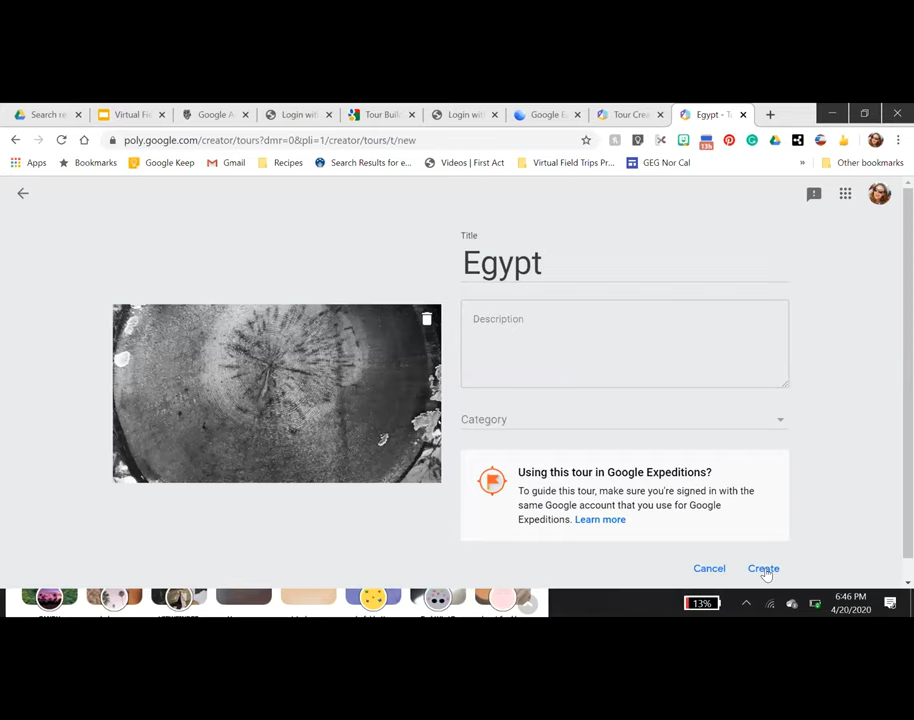 Search re
Virtual Fie
Google A
Login with
Tour Buil
Login wit
Google E
Tour Crea
Egypt - T
poly.google.com/creator/tours?dmr=0&pli=1/creator/tours/t/new
13k
Apps
Bookmarks
Google Keep
Gmail
Recipes
Search Results for e...
Videos | First Act
Virtual Field Trips Pr...
GEG Nor Cal
»
Other bookmarks
Title
Egypt
Description
Category
Using this tour in Google Expeditions?
To guide this tour, make sure you're signed in with the
same Google account that you use for Google
Expeditions. Learn more
Cancel
Create
13%
6:46 PM
4/20/2020